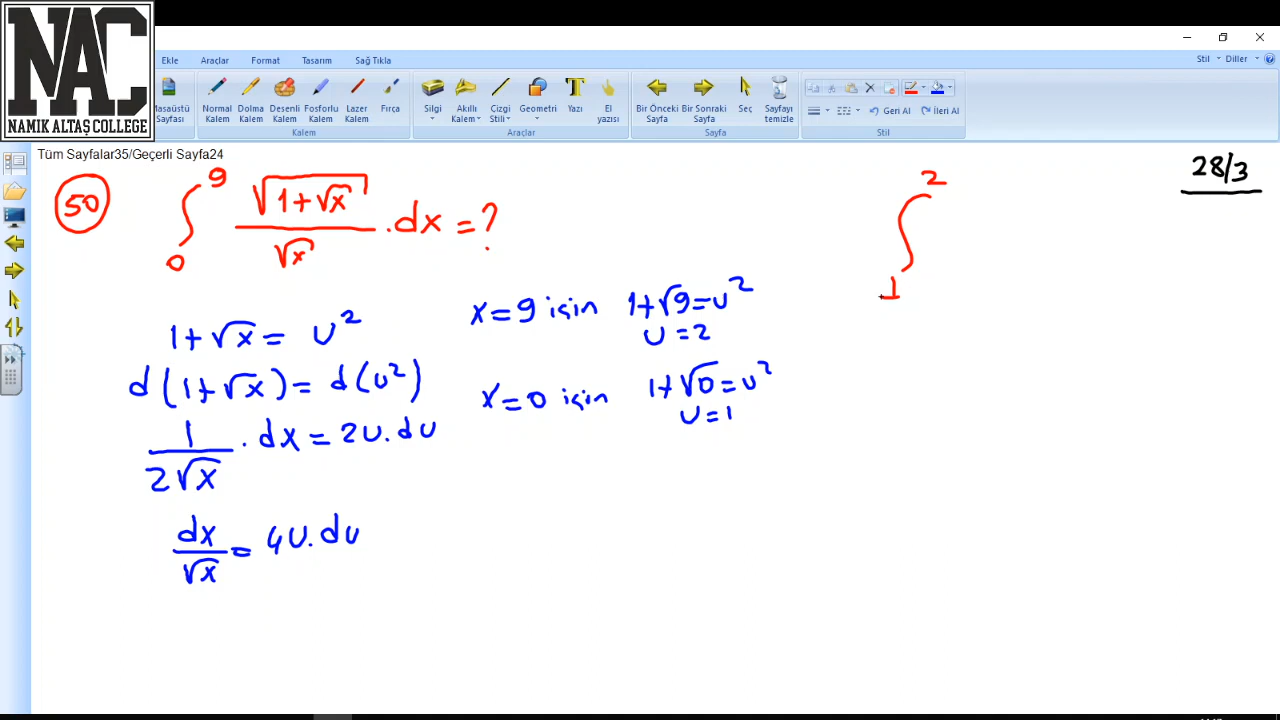 NAC
NAMIK ALTAŞ COLLEGE
Ekle Araçlar Format Tasarım Sağ Tıkla
Stil Diller
Masaüstü Sayfası
Normal Kalem
Dolma Kalem
Desenli Kalem
Fosforlu Kalem
Lazer Kalem
Fırça
Silgi
Akıllı Kalem
Çizgi Stili
Geometri
Yazı
El yazısı
Bir Önceki Sayfa
Bir Sonraki Sayfa
Seç
Sayfayı temizle
Geri Al
İleri Al
Kalem Araçlar Sayfa Stil
Tüm Sayfalar35/Geçerli Sayfa24
28/3
50 ∫₀⁹ √(1+√x)/√x . dx = ?
∫₁²
1+√x = u²
d(1+√x) = d(u²)
1/(2√x) . dx = 2u.du
dx/√x = 4u.du
x=9 için 1+√9=u²
u=2
x=0 için 1+√0=u²
u=1